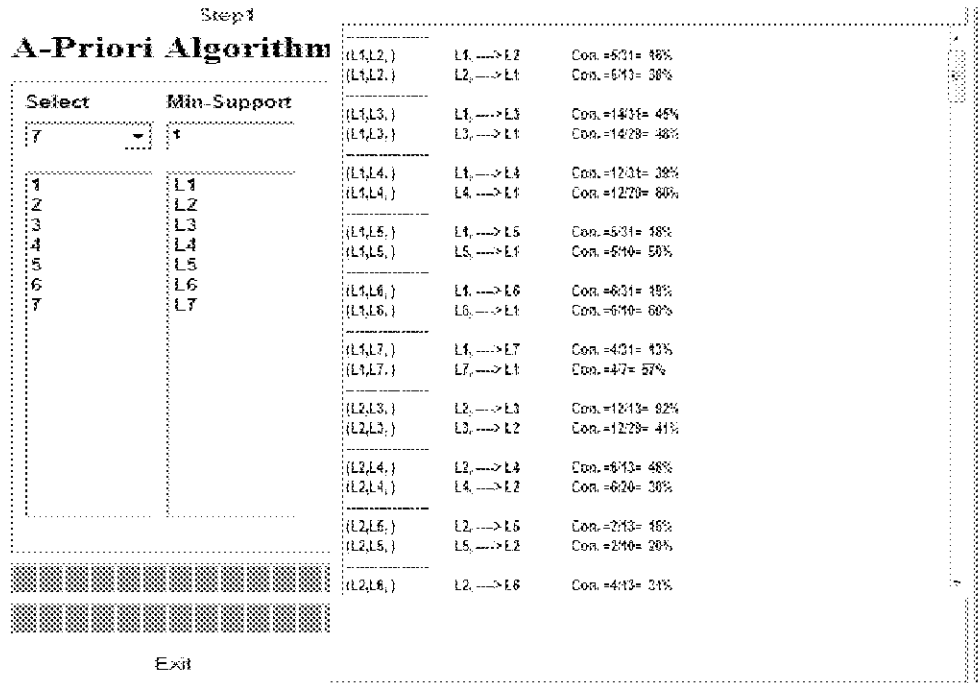 Step1
A-Priori Algorithm
Select Min-Support
7 1
1 L1
2 L2
3 L3
4 L4
5 L5
6 L6
7 L7
Exit
(L1,L2, ) L1, ----> L2 Con. =5/31= 16%
(L1,L2, ) L2, ----> L1 Con. =5/13= 38%
(L1,L3, ) L1, ----> L3 Con. =14/31= 45%
(L1,L3, ) L3, ----> L1 Con. =14/29= 48%
(L1,L4, ) L1, ----> L4 Con. =12/31= 39%
(L1,L4, ) L4, ----> L1 Con. =12/20= 60%
(L1,L5, ) L1, ----> L5 Con. =5/31= 16%
(L1,L5, ) L5, ----> L1 Con. =5/10= 50%
(L1,L6, ) L1, ----> L6 Con. =6/31= 19%
(L1,L6, ) L6, ----> L1 Con. =6/10= 60%
(L1,L7, ) L1, ----> L7 Con. =4/31= 13%
(L1,L7, ) L7, ----> L1 Con. =4/7= 57%
(L2,L3, ) L2, ----> L3 Con. =12/13= 92%
(L2,L3, ) L3, ----> L2 Con. =12/29= 41%
(L2,L4, ) L2, ----> L4 Con. =6/13= 46%
(L2,L4, ) L4, ----> L2 Con. =6/20= 30%
(L2,L5, ) L2, ----> L5 Con. =2/13= 15%
(L2,L5, ) L5, ----> L2 Con. =2/10= 20%
(L2,L6, ) L2, ----> L6 Con. =4/13= 31%